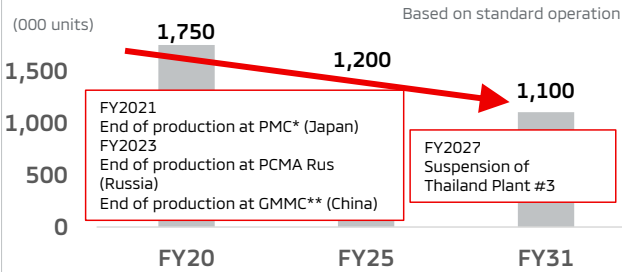 (000 units)
Based on standard operation
1,750
1,200
1,500
1,100
1,000
FY2021
End of production at PMC* (Japan)
FY2023
End of production at PCMA Rus
(Russia)
End of production at GMMC** (China)
FY2027
Suspension of
Thailand Plant #3
500
0
FY20
FY25
FY31